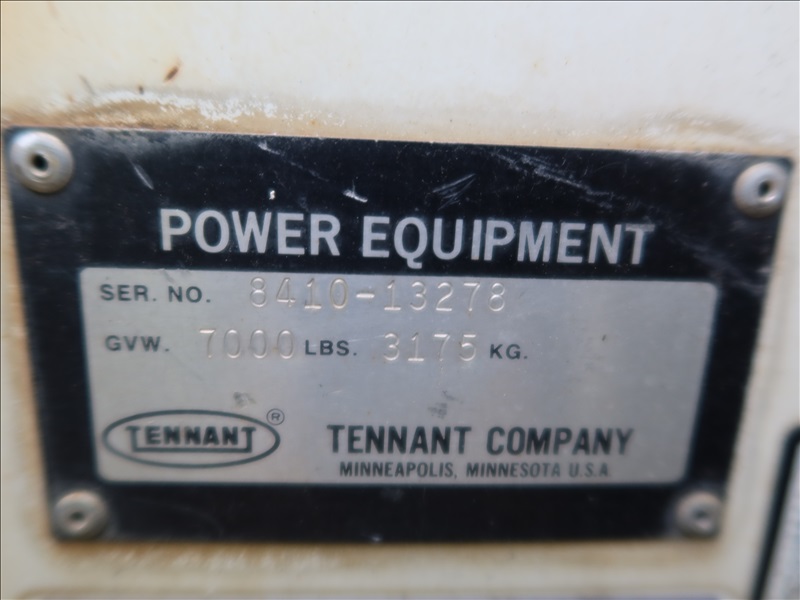 POWER EQUIPMENT
SER. NO. 8410-13278
GVW. 7000 LBS. 3175 KG.
TENNANT ®
TENNANT COMPANY
MINNEAPOLIS, MINNESOTA U.S.A.